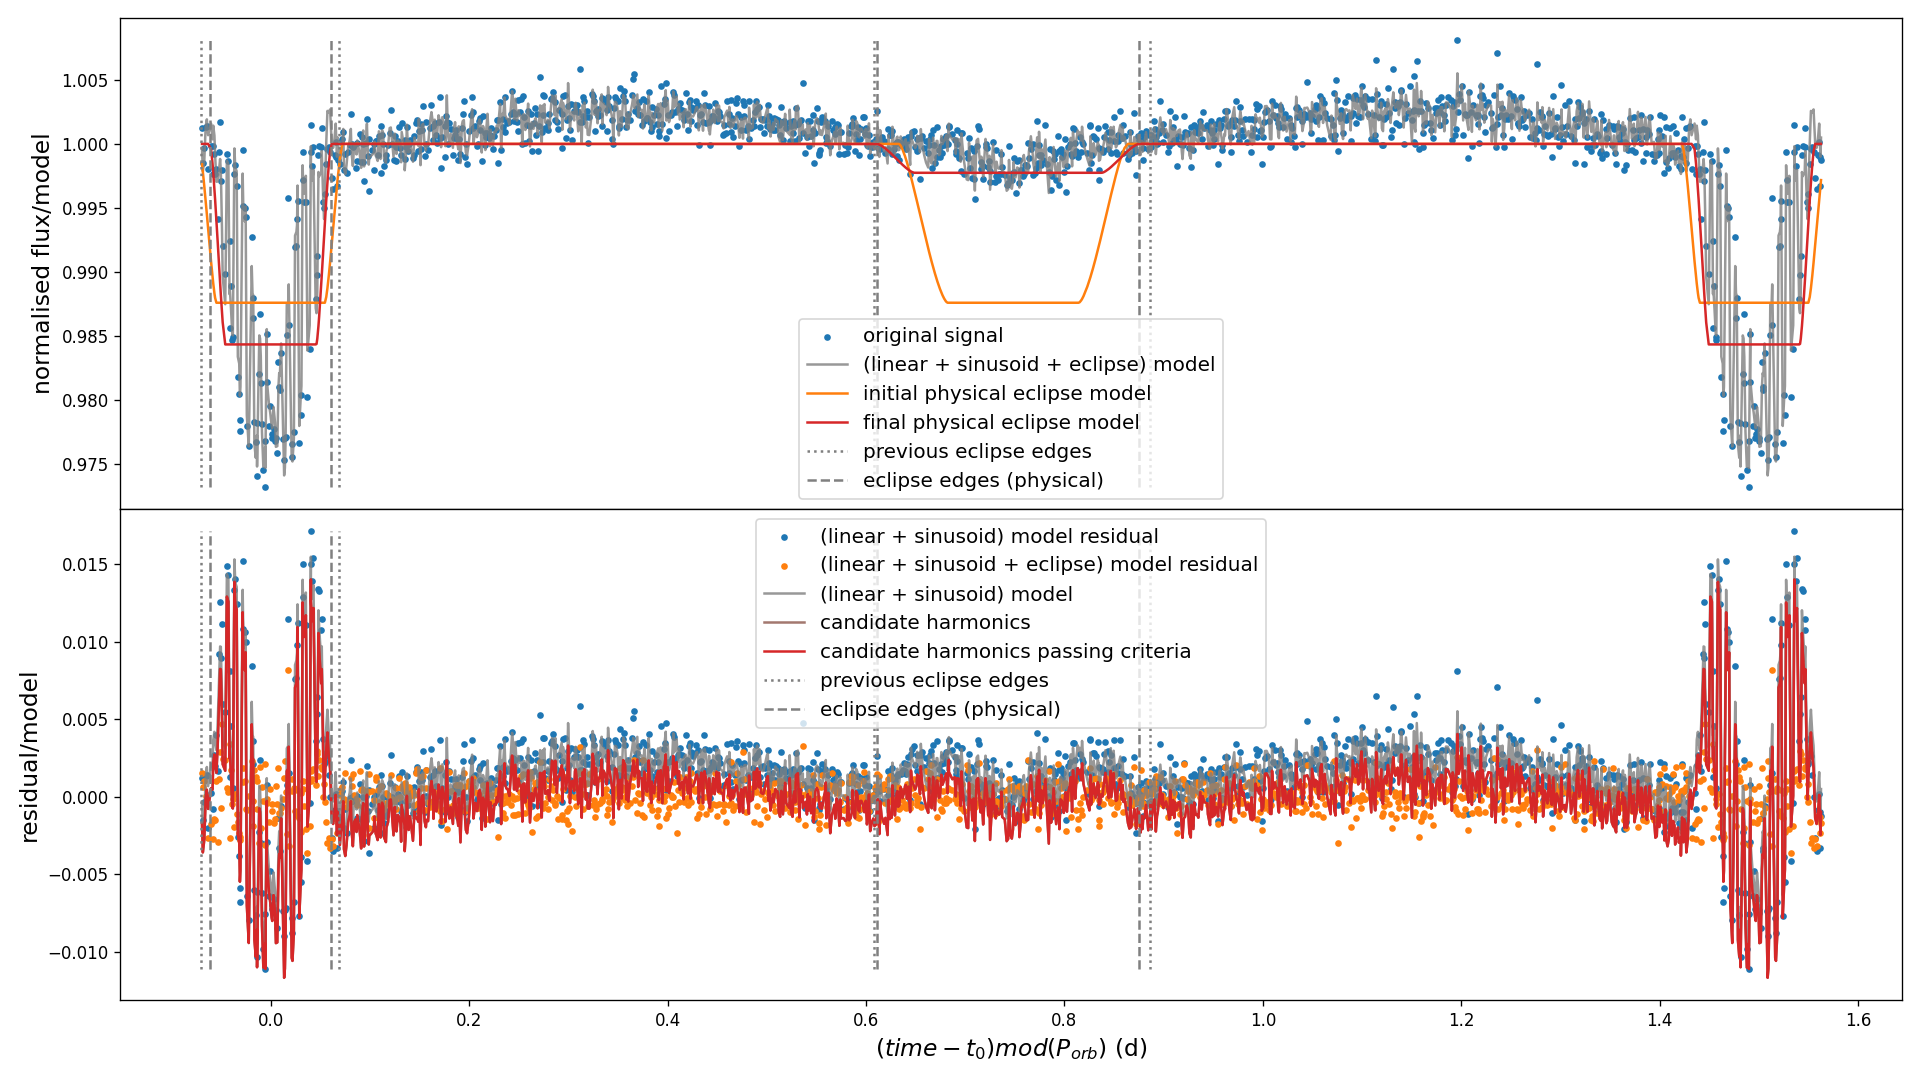 1.005
1.000
0.995
0.990
0.985
0.980
0.975
normalised flux/model
original signal
(linear + sinusoid + eclipse) model
initial physical eclipse model
final physical eclipse model
previous eclipse edges
eclipse edges (physical)
0.015
0.010
0.005
0.000
−0.005
−0.010
residual/model
(linear + sinusoid) model residual
(linear + sinusoid + eclipse) model residual
(linear + sinusoid) model
candidate harmonics
candidate harmonics passing criteria
previous eclipse edges
eclipse edges (physical)
0.0 0.2 0.4 0.6 0.8 1.0 1.2 1.4 1.6
(time − t₀)mod(P_orb) (d)